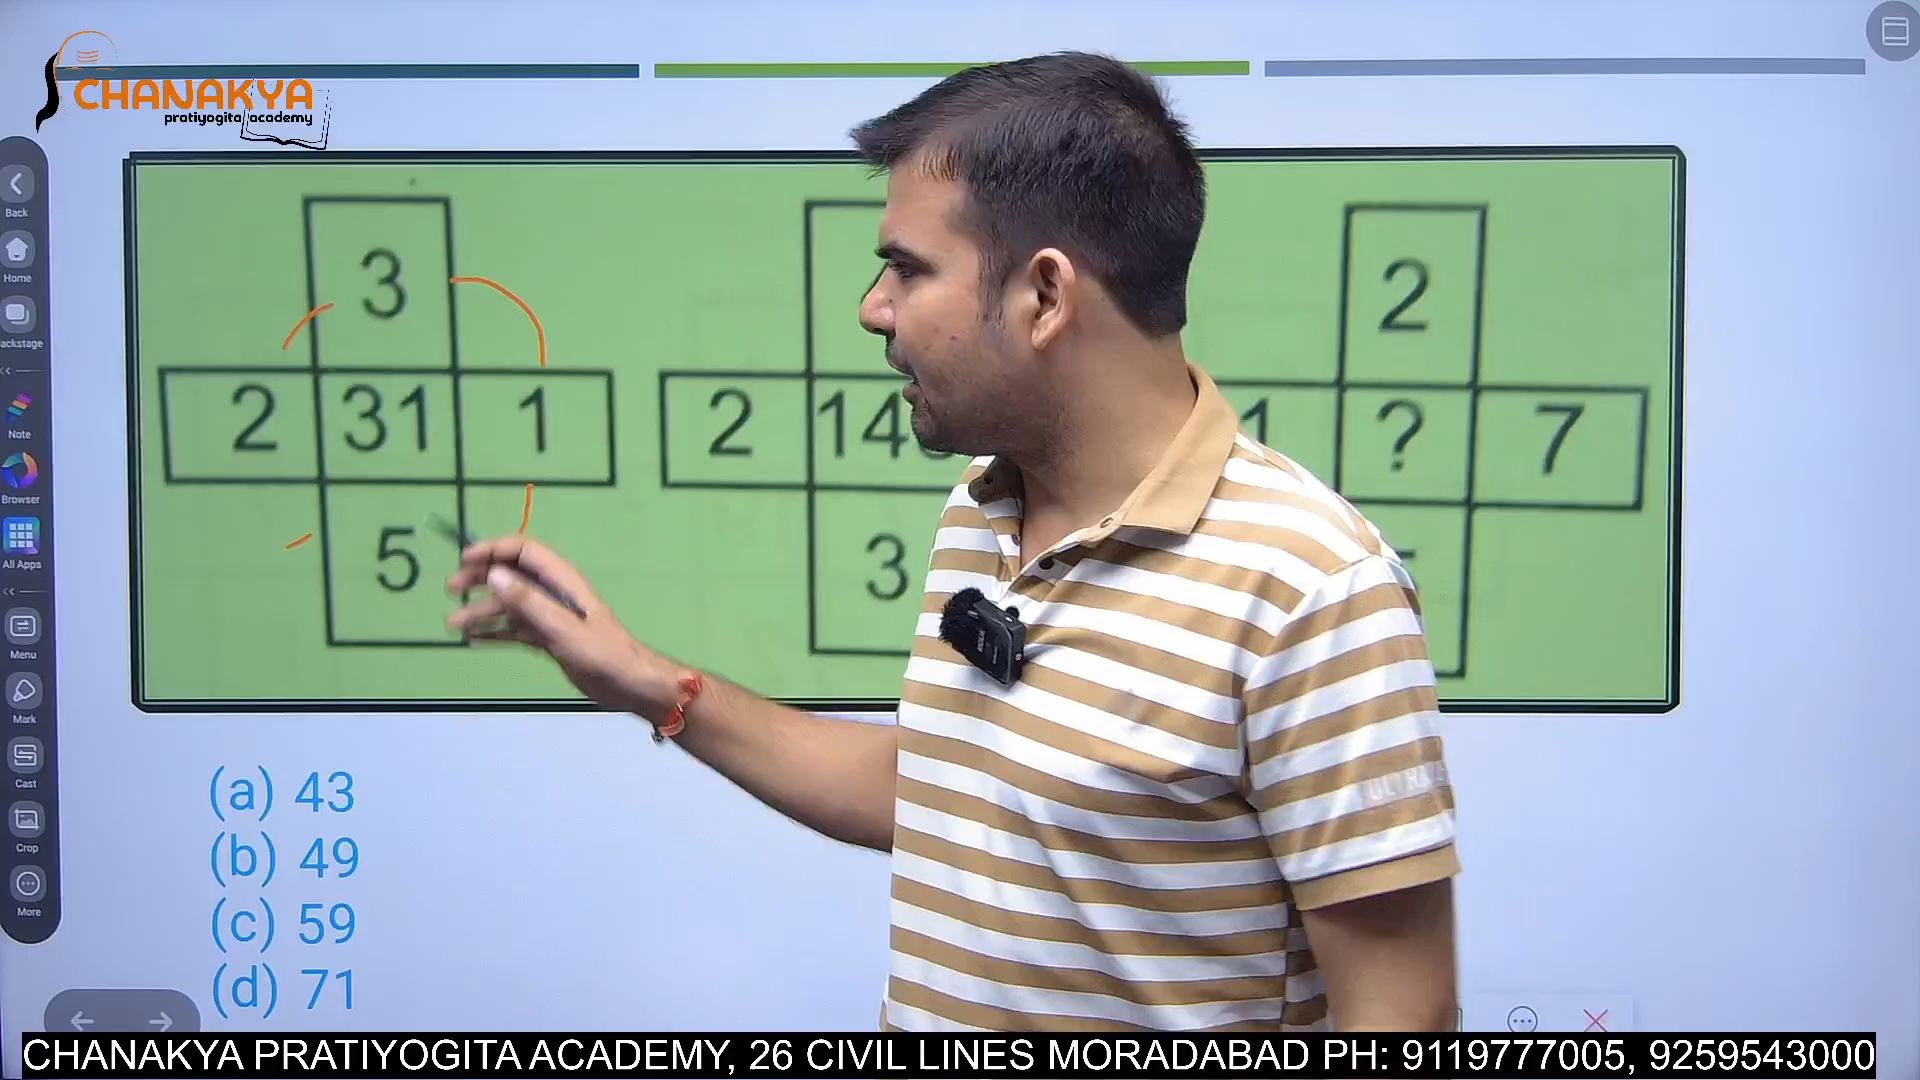 CHANAKYA
pratiyogita academy
Back
Home
ackstage
Note
Browser
All Apps
Menu
Mark
Cast
Crop
More
3
2 31 1
5
2
3
2
1 ? 7
(a) 43
(b) 49
(c) 59
(d) 71
CHANAKYA PRATIYOGITA ACADEMY, 26 CIVIL LINES MORADABAD PH: 9119777005, 9259543000